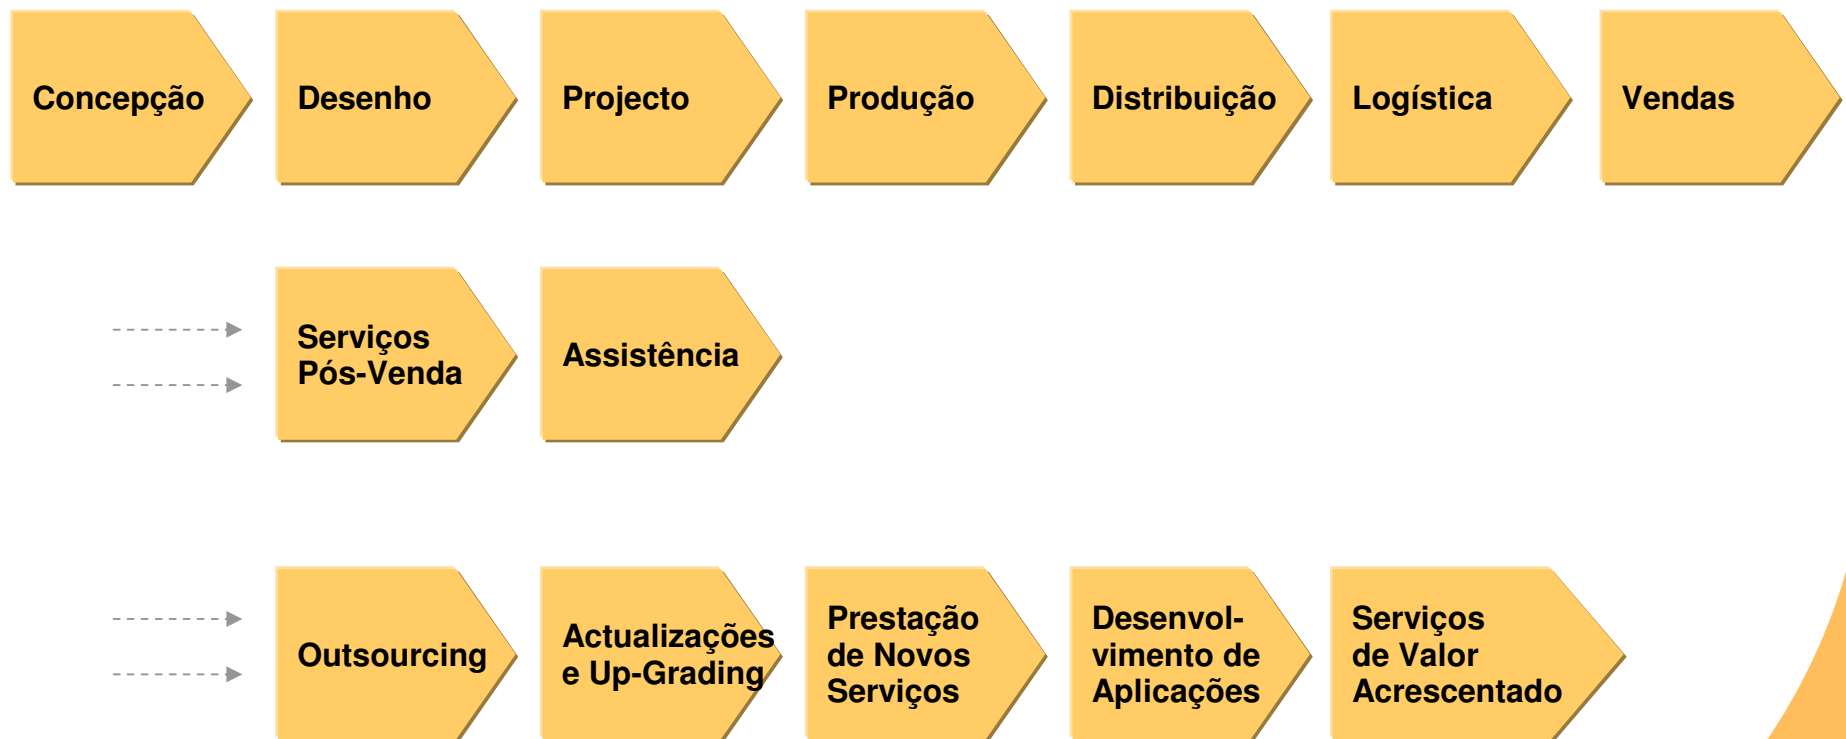 Concepção
Desenho
Projecto
Produção
Distribuição
Logística
Vendas
Serviços
Pós-Venda
Assistência
Outsourcing
Actualizações
e Up-Grading
Prestação
de Novos
Serviços
Desenvol-
vimento de
Aplicações
Serviços
de Valor
Acrescentado